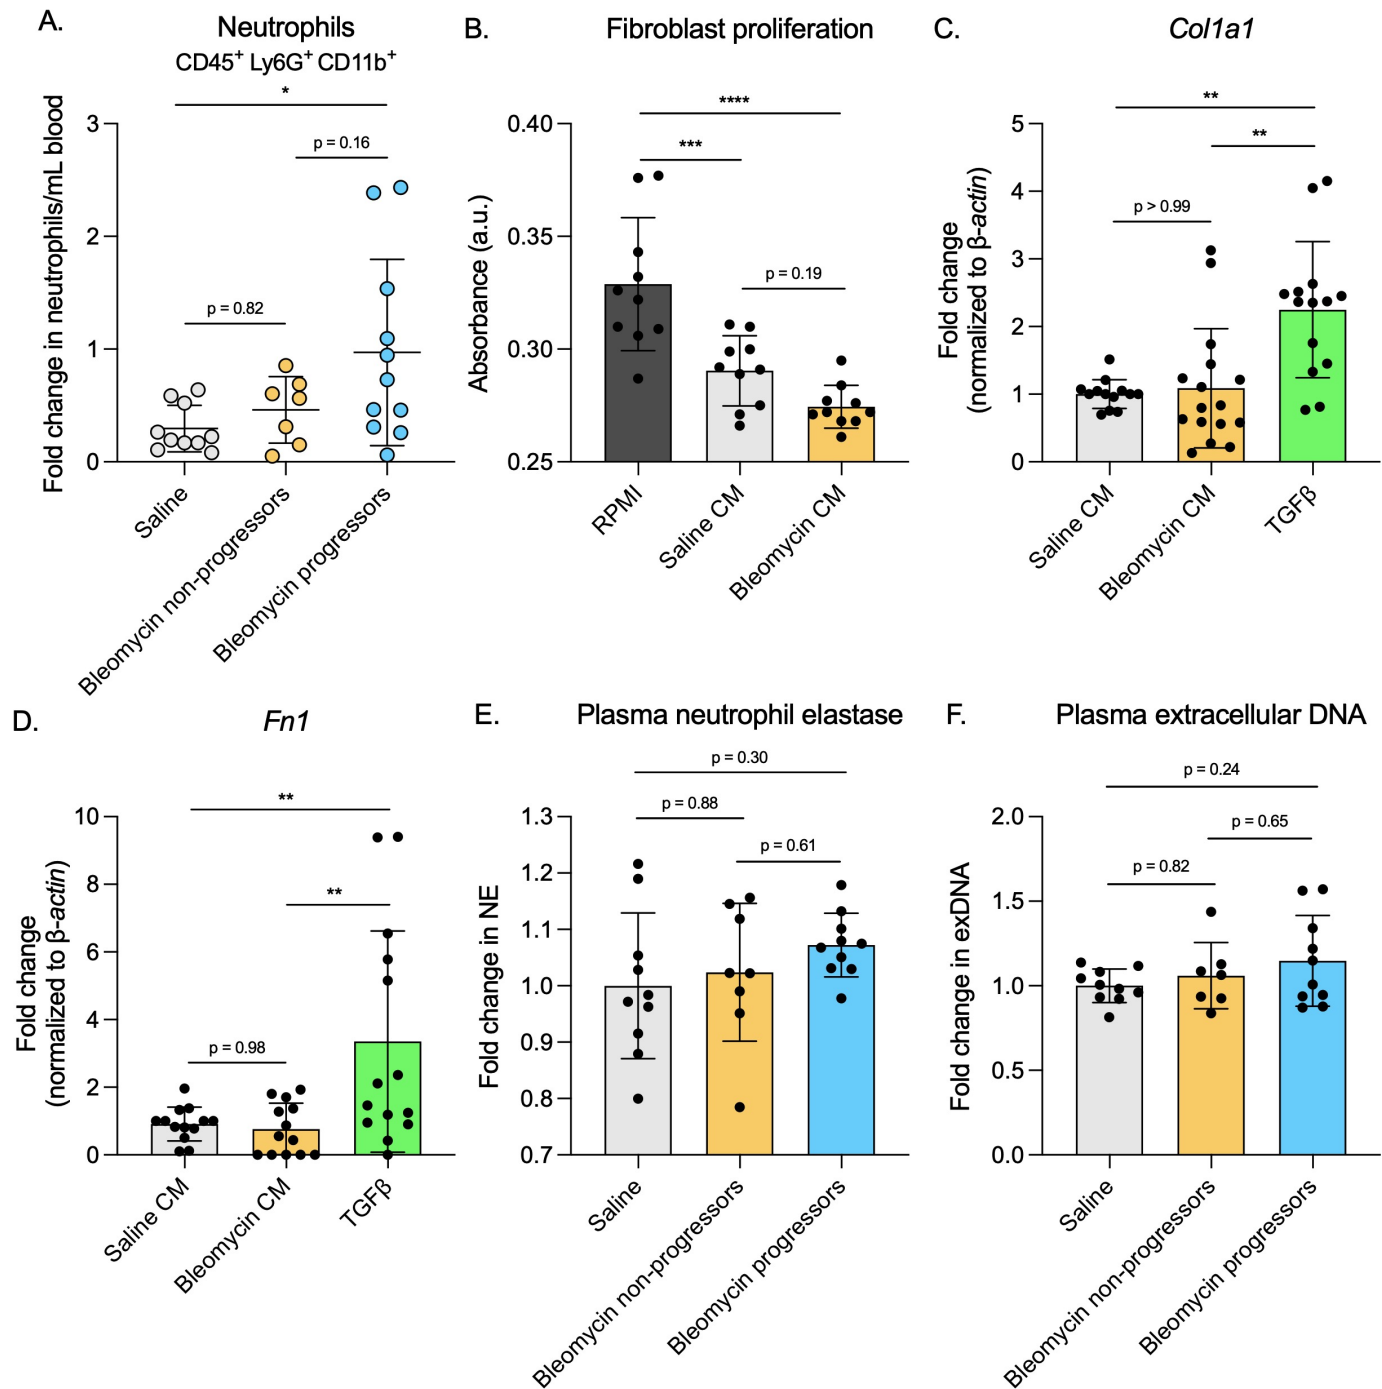 A.
Neutrophils
CD45⁺ Ly6G⁺ CD11b⁺
*
p = 0.16
p = 0.82
Fold change in neutrophils/mL blood
3
2
1
0
Saline
Bleomycin non-progressors
Bleomycin progressors
B.
Fibroblast proliferation
****
***
p = 0.19
Absorbance (a.u.)
0.40
0.35
0.30
0.25
RPMI
Saline CM
Bleomycin CM
C.
Col1a1
**
**
p > 0.99
Fold change
(normalized to β-actin)
5
4
3
2
1
0
Saline CM
Bleomycin CM
TGFβ
D.
Fn1
**
**
p = 0.98
Fold change
(normalized to β-actin)
10
8
6
4
2
0
Saline CM
Bleomycin CM
TGFβ
E.
Plasma neutrophil elastase
p = 0.30
p = 0.88
p = 0.61
Fold change in NE
1.3
1.2
1.1
1.0
0.9
0.8
0.7
Saline
Bleomycin non-progressors
Bleomycin progressors
F.
Plasma extracellular DNA
p = 0.24
p = 0.65
p = 0.82
Fold change in exDNA
2.0
1.5
1.0
0.5
0.0
Saline
Bleomycin non-progressors
Bleomycin progressors